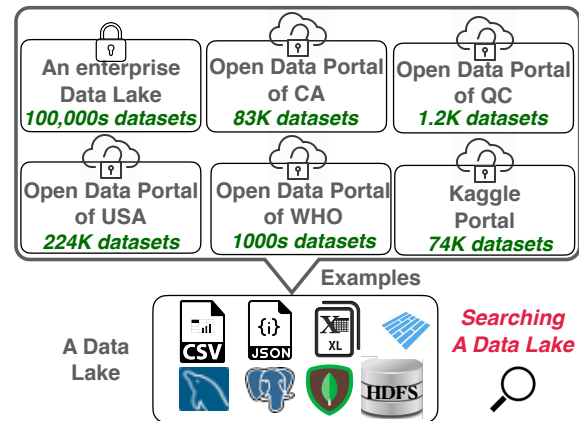 An enterprise
Data Lake
100,000s datasets
Open Data Portal
of CA
83K datasets
Open Data Portal
of QC
1.2K datasets
Open Data Portal
of USA
224K datasets
Open Data Portal
of WHO
1000s datasets
Kaggle
Portal
74K datasets
Examples
A Data
Lake
CSV
{i}
JSON
X
XL
HDFS
Searching
A Data Lake